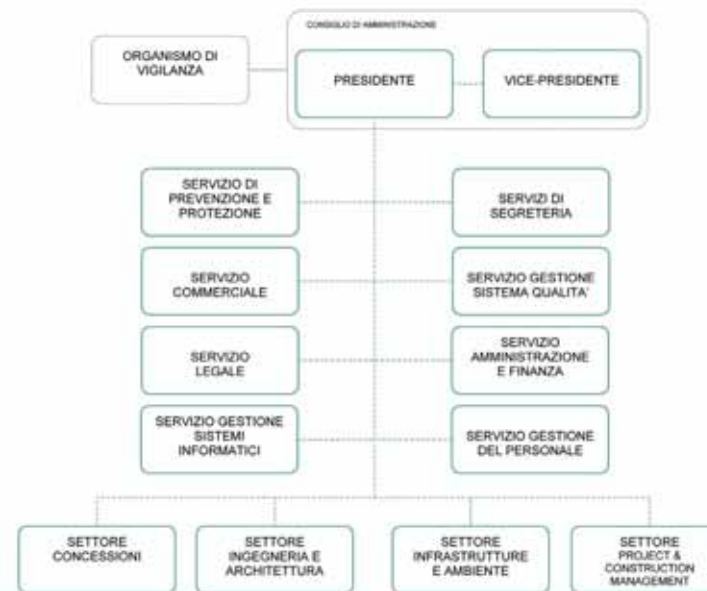 CONSIGLIO DI AMMINISTRAZIONE
ORGANISMO DI
VIGILANZA
PRESIDENTE
VICE-PRESIDENTE
SERVIZIO DI
PREVENZIONE E
PROTEZIONE
SERVIZI DI
SEGRETERIA
SERVIZIO
COMMERCIALE
SERVIZIO GESTIONE
SISTEMA QUALITA'
SERVIZIO
LEGALE
SERVIZIO
AMMINISTRAZIONE
E FINANZA
SERVIZIO GESTIONE
SISTEMI
INFORMATICI
SERVIZIO GESTIONE
DEL PERSONALE
SETTORE
CONCESSIONI
SETTORE
INGEGNERIA E
ARCHITETTURA
SETTORE
INFRASTRUTTURE
E AMBIENTE
SETTORE
PROJECT &
CONSTRUCTION
MANAGEMENT